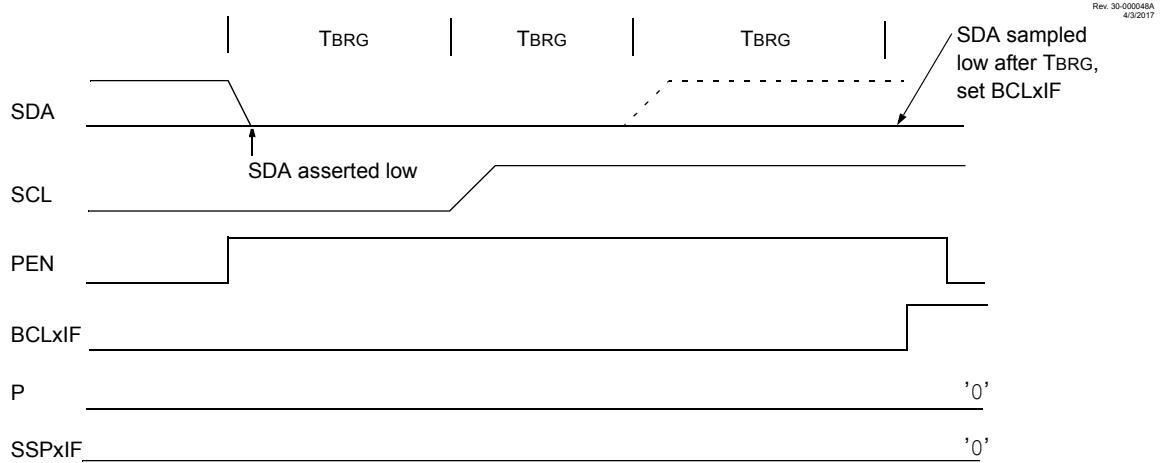 Rev. 30-000048A
4/3/2017
TBRG
TBRG
TBRG
SDA sampled
low after TBRG,
set BCLxIF
SDA
SDA asserted low
SCL
PEN
BCLxIF
P
'0'
SSPxIF
'0'